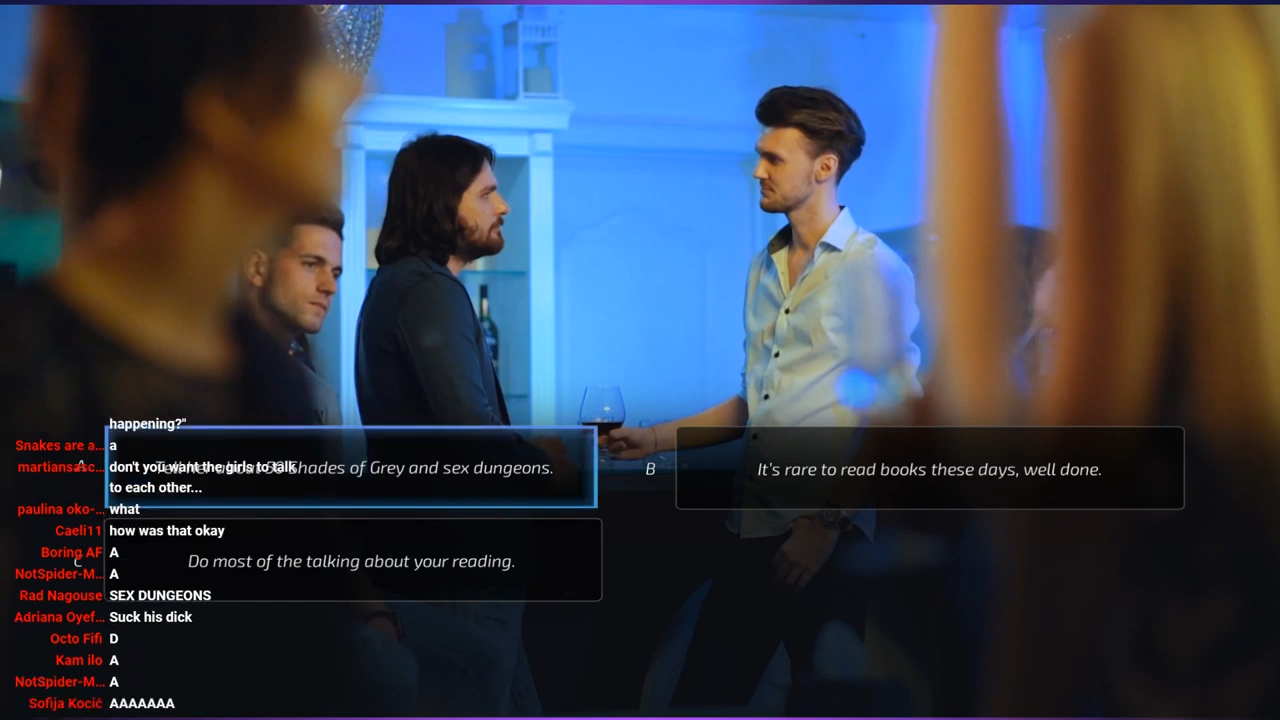 happening?"
Snakes are a... a
martiansasc... don't you want the girls to talk
to each other...
A Shades of Grey and sex dungeons.
B It's rare to read books these days, well done.
paulina oko-... what
Caeli11 how was that okay
Boring AF A
C Do most of the talking about your reading.
NotSpider-M... A
Rad Nagouse SEX DUNGEONS
Adriana Oyef... Suck his dick
Octo Fifi D
Kam ilo A
NotSpider-M... A
Sofija Kocić AAAAAAA